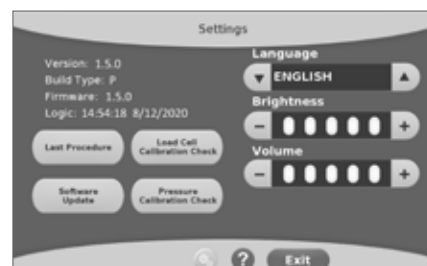 Settings
Version: 1.5.0
Build Type: P
Firmware: 1.5.0
Logic: 14:54:18 8/12/2020
Last Procedure
Load Cell
Calibration Check
Software
Update
Pressure
Calibration Check
Language
ENGLISH
Brightness
Volume
?
Exit